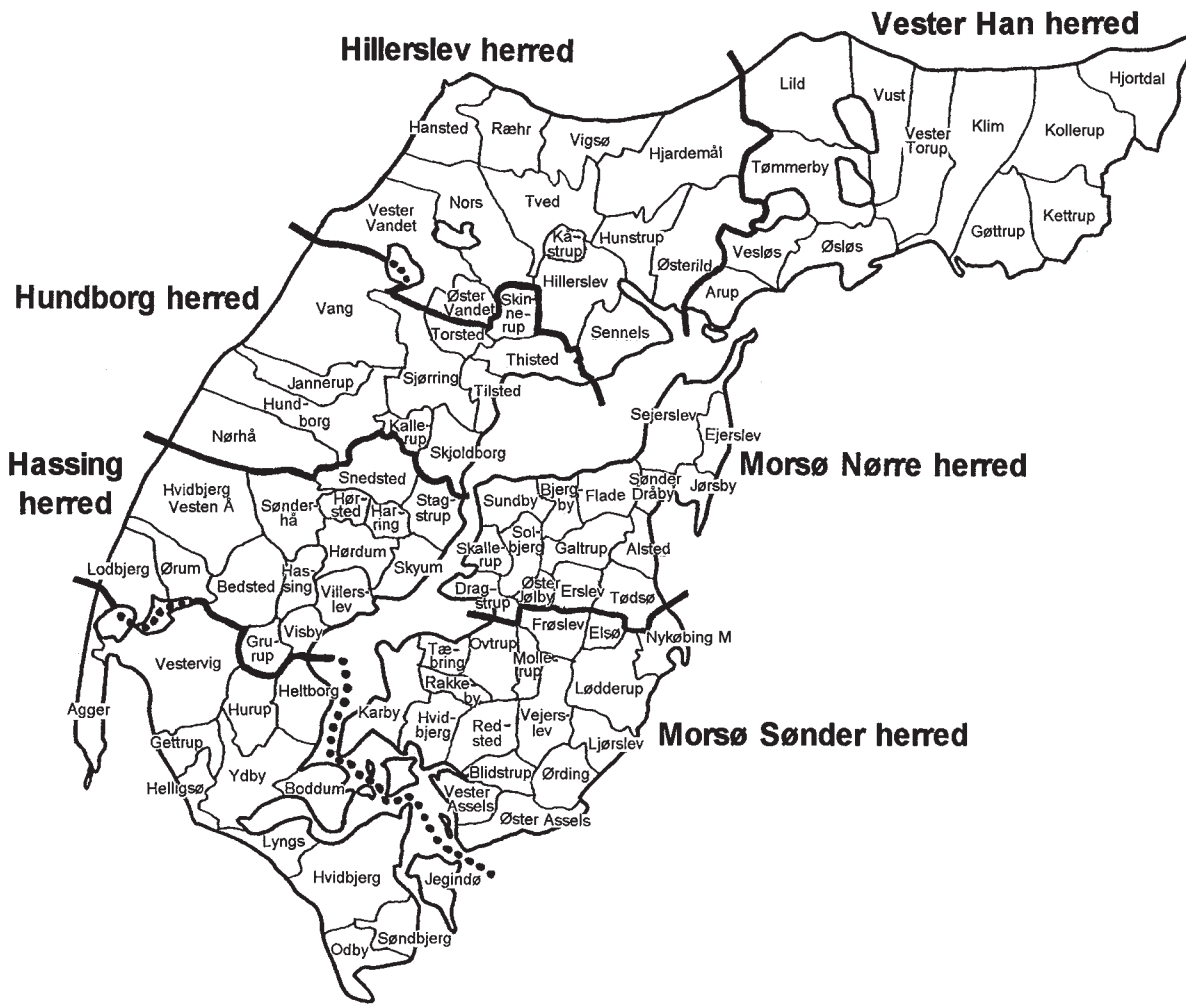 Vester Han herred
Hillerslev herred
Hjortdal
Lild
Vust
Klim
Kollerup
Vester
Torup
Hansted
Ræhr
Vigsø
Hjardemål
Tømmerby
Nors
Tved
Vester
Vandet
Kå-
strup
Hunstrup
Kettrup
Gøttrup
Vesløs
Øsløs
Østerild
Hillerslev
Arup
Hundborg herred
Vang
Øster
Vandet
Skin-
ne-
rup
Torsted
Sennels
Thisted
Jannerup
Sjørring
Tilsted
Hund-
borg
Nørhå
Kalle-
rup
Skjoldborg
Sejerslev
Ejerslev
Hassing
herred
Morsø Nørre herred
Snedsted
Hvidbjerg
Vesten Å
Sønder-
hå
Hør-
sted
Har-
ring
Stag-
strup
Sundby
Bjerg-
by
Flade
Sønder
Dråby
Jørsby
Hørdum
Skyum
Skalle-
rup
Sol-
bjerg
Galtrup
Alsted
Lodbjerg
Ørum
Bedsted
Has-
sing
Villers-
lev
Drag-
strup
Øster
Jølby
Erslev
Tødsø
Visby
Gru-
rup
Frøslev
Elsø
Nykøbing M
Vestervig
Tæ-
bring
Ovtrup
Molle-
rup
Rakke-
by
Lødderup
Heltborg
Hurup
Karby
Agger
Hvid-
bjerg
Red-
sted
Vejers-
lev
Ljørslev
Morsø Sønder herred
Gettrup
Ydby
Helligsø
Boddum
Blidstrup
Ørding
Vester
Assels
Øster Assels
Lyngs
Hvidbjerg
Jegindø
Søndbjerg
Odby